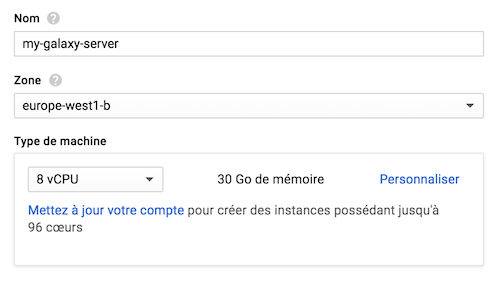 Nom ?
my-galaxy-server
Zone ?
europe-west1-b
Type de machine
8 vCPU 30 Go de mémoire Personnaliser
Mettez à jour votre compte pour créer des instances possédant jusqu'à
96 cœurs